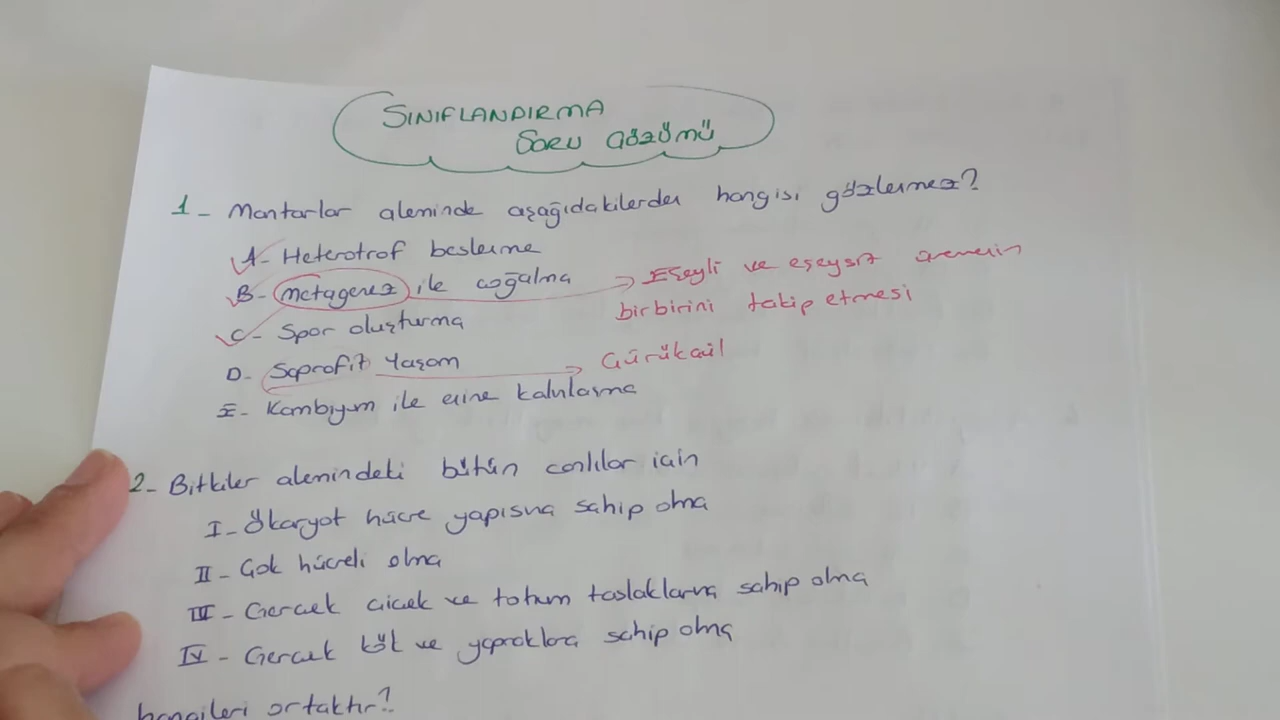 SINIFLANDIRMA
SORU ÇÖZÜMÜ
1- Mantarlar aleminde aşağıdakilerden hangisi gözlenmez?
A- Heterotrof beslenme
B- metagenez ile çoğalma → Eşeyli ve eşeysiz üremenin
birbirini takip etmesi
C- Spor oluşturma
D. Saprofit Yaşam → Çürükçül
E- Kambiyum ile enine kalınlaşma
2- Bitkiler alemindeki bütün canlılar için
I- Ökaryot hücre yapısına sahip olma
II- Çok hücreli olma
III- Gerçek çiçek ve tohum taslaklarına sahip olma
IV- Gerçek kök ve yapraklara sahip olma
hangileri ortaktır?